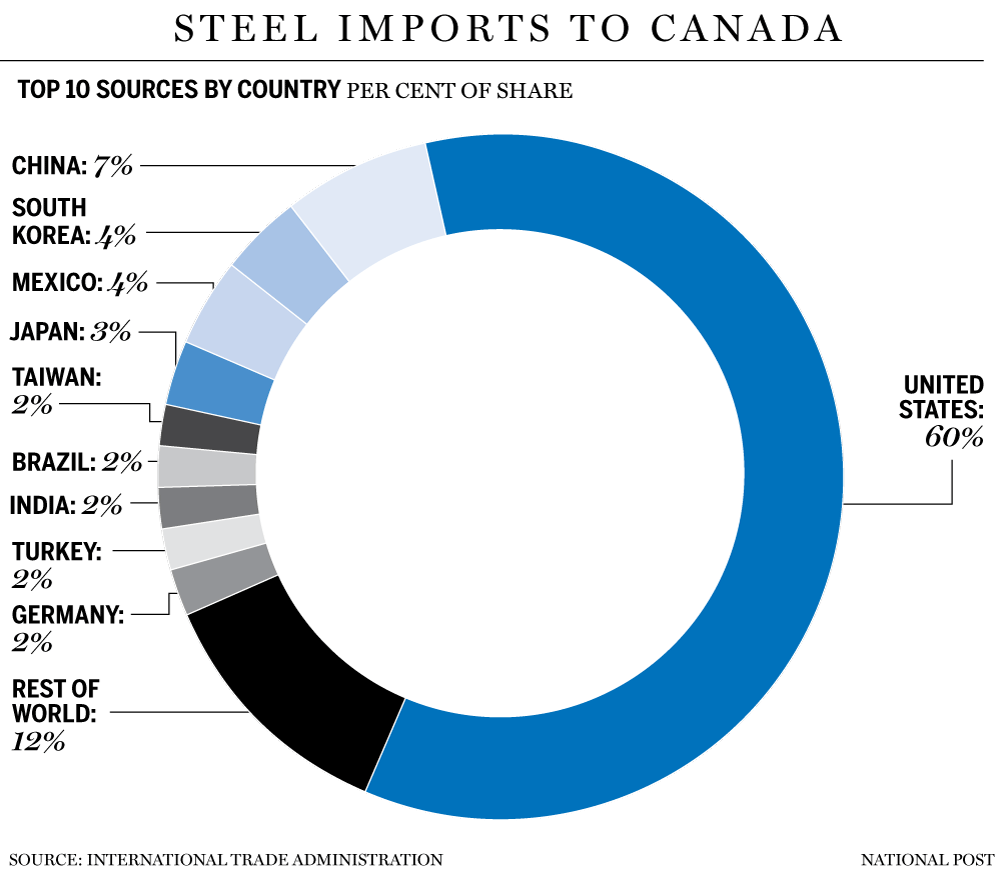 STEEL IMPORTS TO CANADA
TOP 10 SOURCES BY COUNTRY PER CENT OF SHARE
CHINA: 7%
SOUTH
KOREA: 4%
MEXICO: 4%
JAPAN: 3%
TAIWAN:
2%
BRAZIL: 2%
INDIA: 2%
TURKEY:
2%
GERMANY:
2%
REST OF
WORLD:
12%
UNITED
STATES:
60%
SOURCE: INTERNATIONAL TRADE ADMINISTRATION
NATIONAL POST